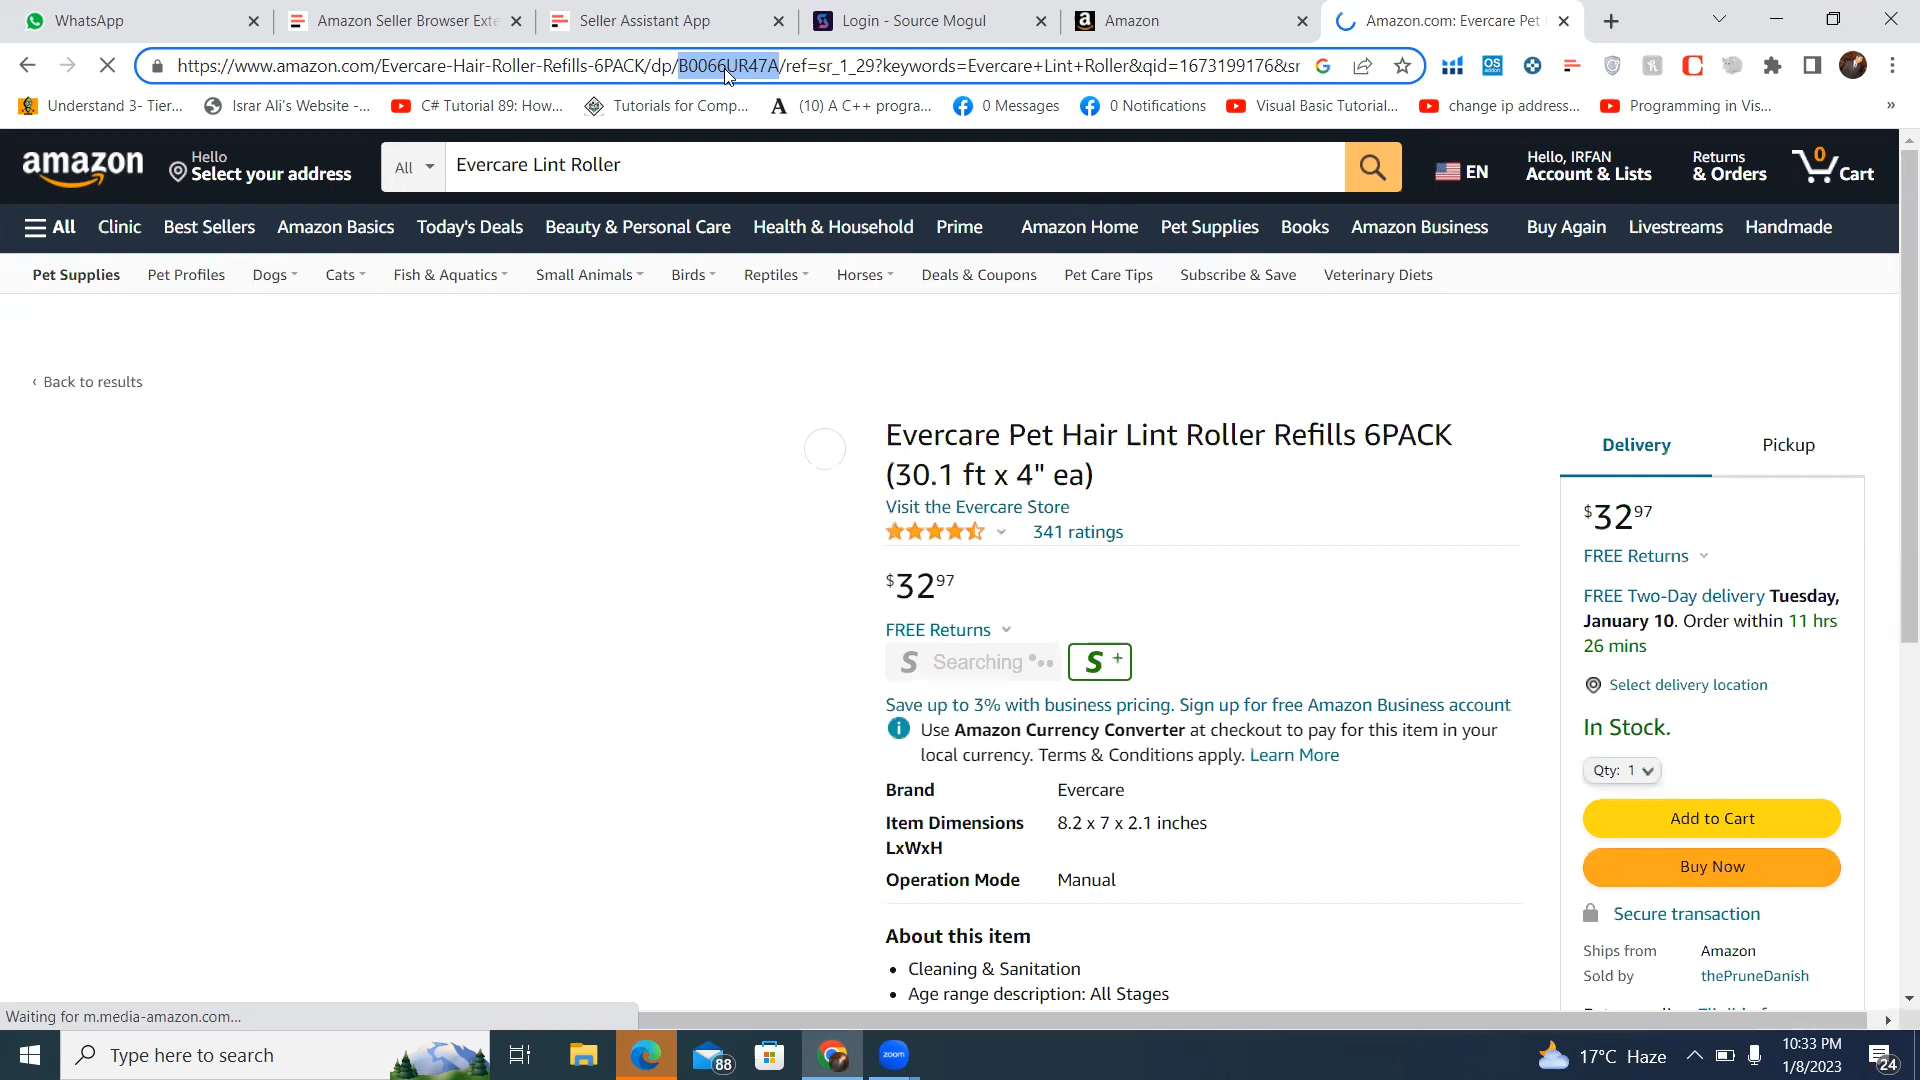 WhatsApp
Amazon Seller Browser Exte
Seller Assistant App
Login - Source Mogul
Amazon
Amazon.com: Evercare Pet
https://www.amazon.com/Evercare-Hair-Roller-Refills-6PACK/dp/B0066UR47A/ref=sr_1_29?keywords=Evercare+Lint+Roller&qid=1673199176&sr
Understand 3- Tier...
Israr Ali's Website -...
C# Tutorial 89: How...
Tutorials for Comp...
(10) A C++ progra...
0 Messages
0 Notifications
Visual Basic Tutorial...
change ip address...
Programming in Vis...
»
amazon
Hello
Select your address
All
Evercare Lint Roller
EN
Hello, IRFAN
Account & Lists
Returns
& Orders
0
Cart
All
Clinic
Best Sellers
Amazon Basics
Today's Deals
Beauty & Personal Care
Health & Household
Prime
Amazon Home
Pet Supplies
Books
Amazon Business
Buy Again
Livestreams
Handmade
Pet Supplies
Pet Profiles
Dogs
Cats
Fish & Aquatics
Small Animals
Birds
Reptiles
Horses
Deals & Coupons
Pet Care Tips
Subscribe & Save
Veterinary Diets
‹ Back to results
Evercare Pet Hair Lint Roller Refills 6PACK
(30.1 ft x 4" ea)
Visit the Evercare Store
341 ratings
$32 97
FREE Returns
S Searching
S +
Save up to 3% with business pricing. Sign up for free Amazon Business account
Use Amazon Currency Converter at checkout to pay for this item in your
local currency. Terms & Conditions apply. Learn More
Brand Evercare
Item Dimensions 8.2 x 7 x 2.1 inches
LxWxH
Operation Mode Manual
About this item
• Cleaning & Sanitation
• Age range description: All Stages
Delivery
Pickup
$32 97
FREE Returns
FREE Two-Day delivery Tuesday,
January 10. Order within 11 hrs
26 mins
Select delivery location
In Stock.
Qty: 1
Add to Cart
Buy Now
Secure transaction
Ships from Amazon
Sold by thePruneDanish
Waiting for m.media-amazon.com...
Type here to search
88
zoom
17°C Haze
10:33 PM
1/8/2023
24